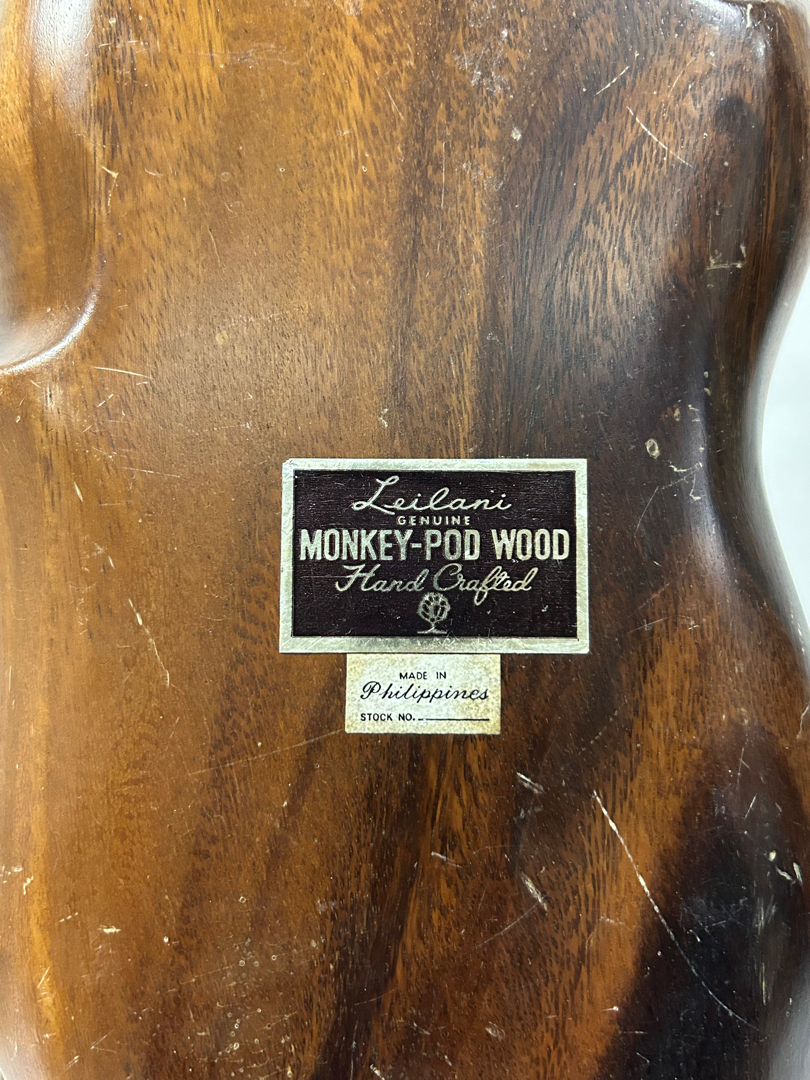 Leilani
GENUINE
MONKEY-POD WOOD
Hand Crafted
MADE IN
Philippines
STOCK NO.